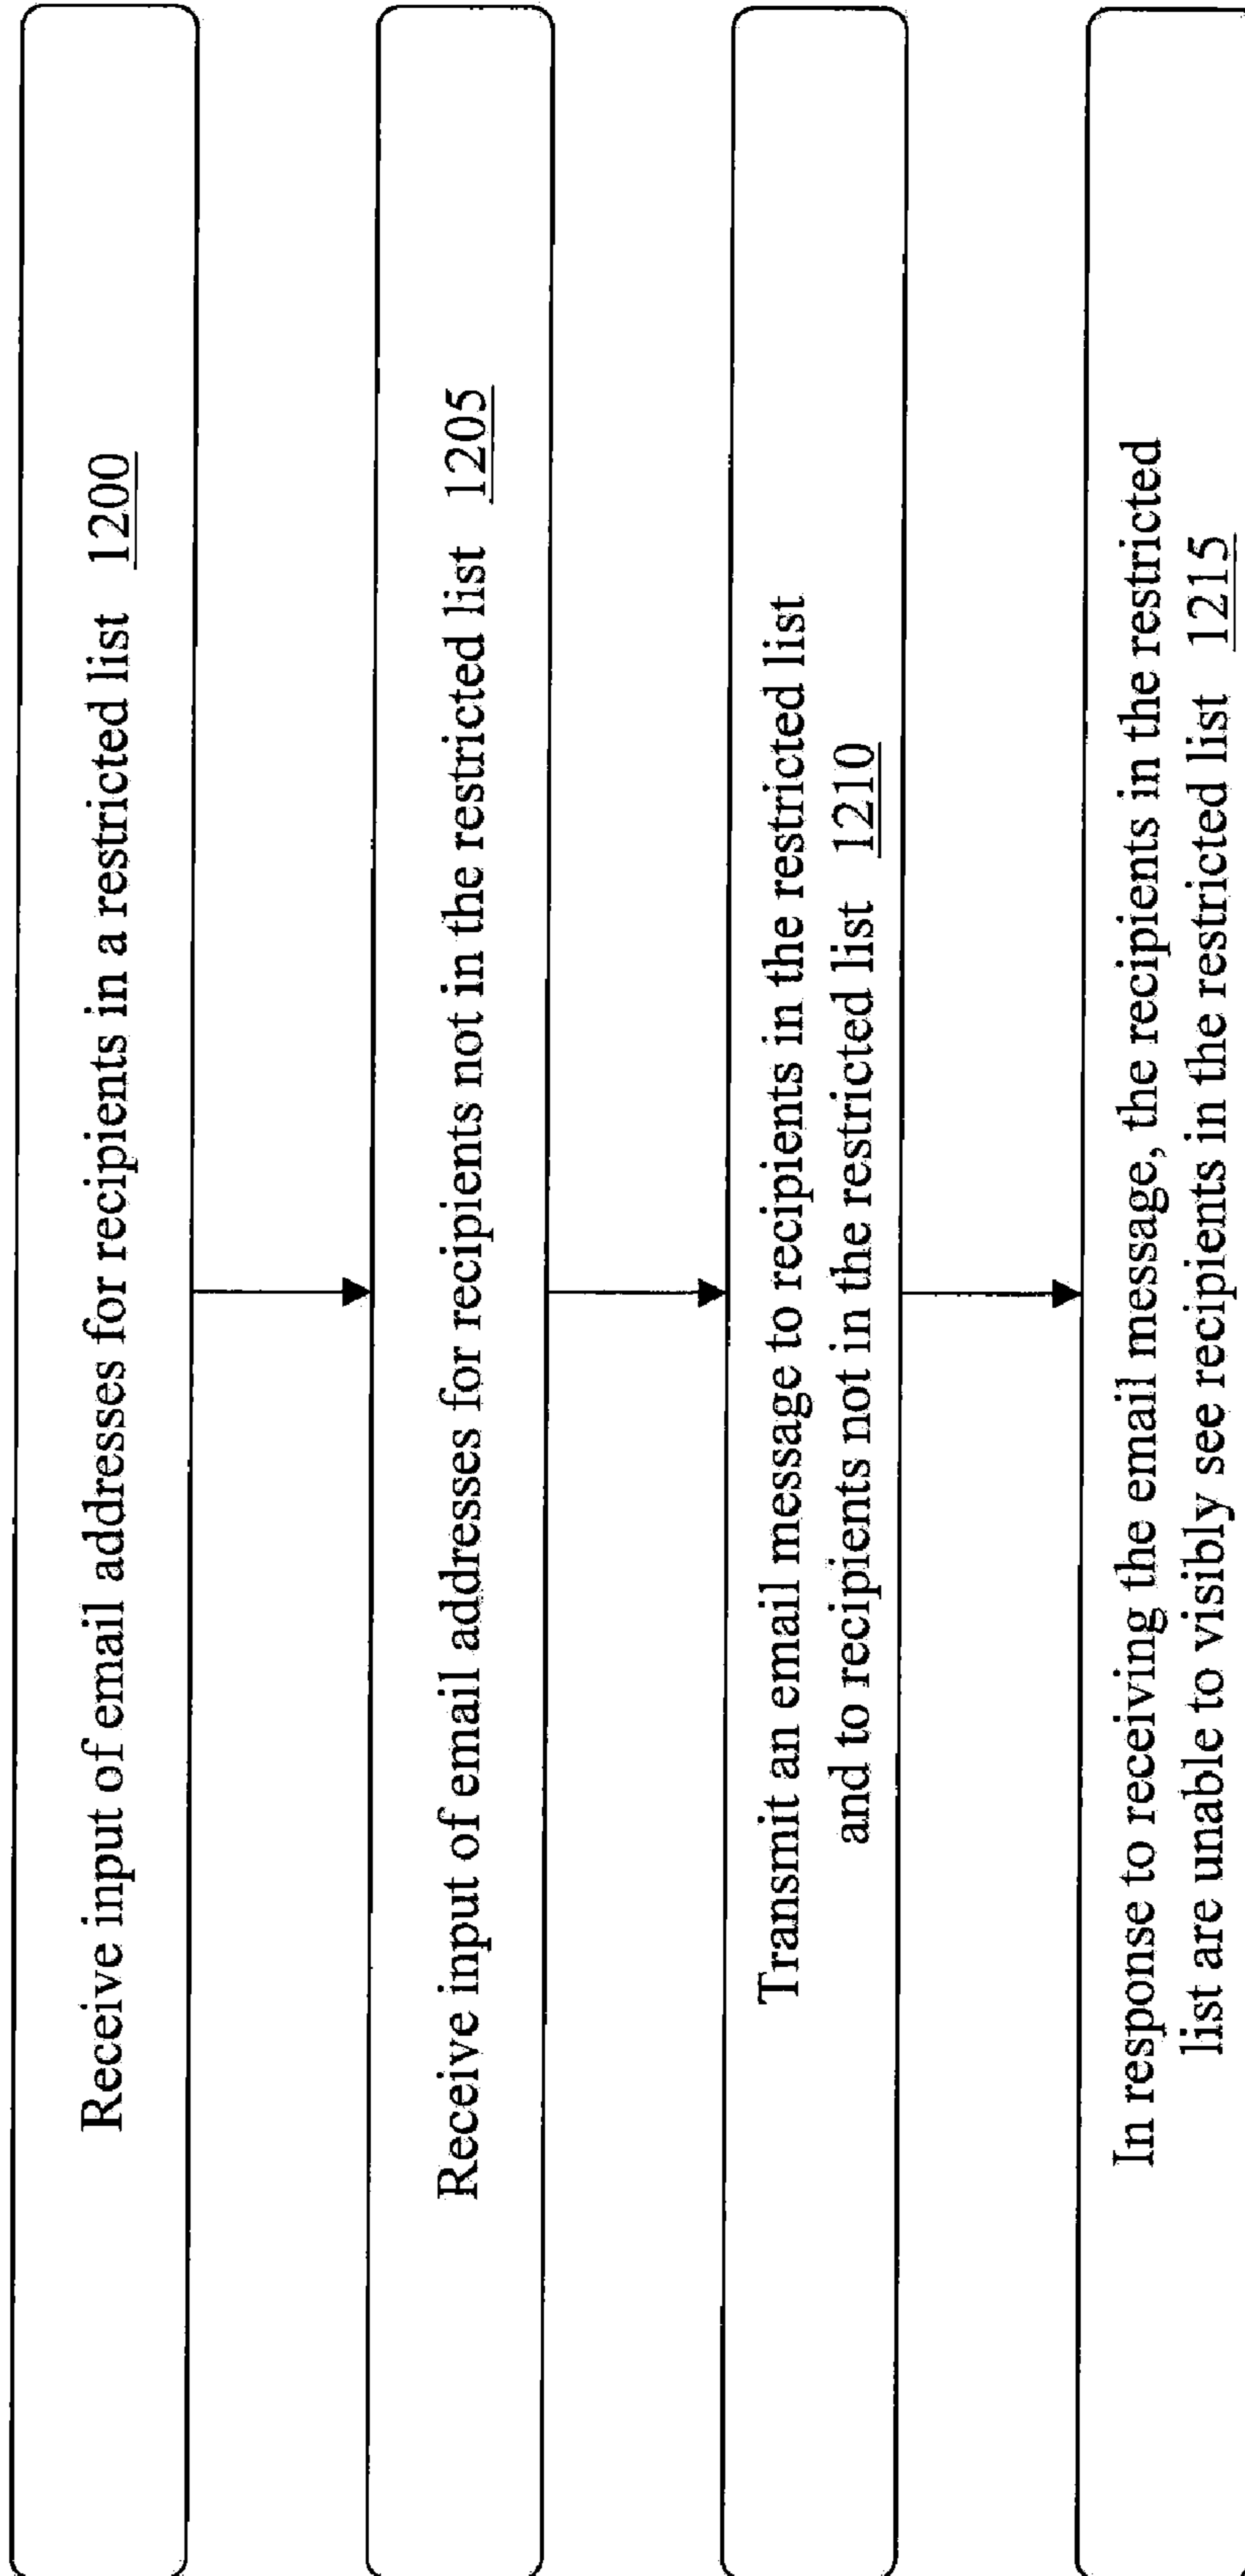 Receive input of email addresses for recipients in a restricted list 1200
Receive input of email addresses for recipients not in the restricted list 1205
Transmit an email message to recipients in the restricted list
and to recipients not in the restricted list 1210
In response to receiving the email message, the recipients in the restricted
list are unable to visibly see recipients in the restricted list 1215